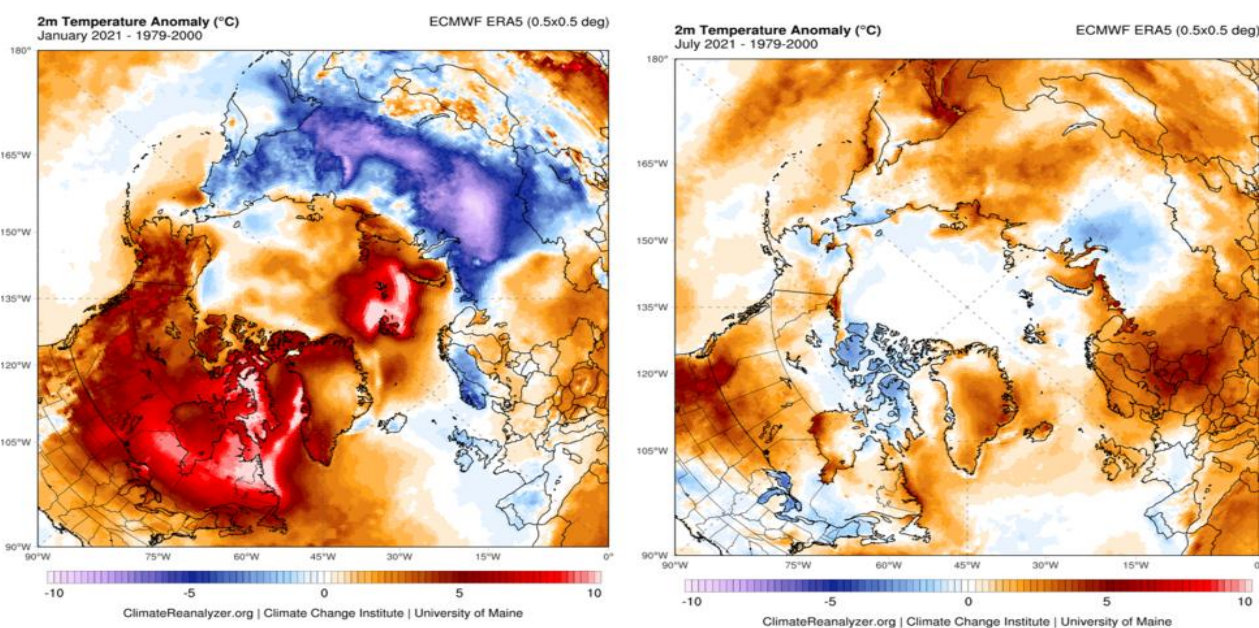 2m Temperature Anomaly (°C)
ECMWF ERA5 (0.5x0.5 deg)
January 2021 - 1979-2000
180°
165°W
150°W
135°W
120°W
105°W
90°W
90°W 75°W 60°W 45°W 30°W 15°W 0°
-10 -5 0 5 10
ClimateReanalyzer.org | Climate Change Institute | University of Maine
2m Temperature Anomaly (°C)
ECMWF ERA5 (0.5x0.5 deg)
July 2021 - 1979-2000
180°
165°W
150°W
135°W
120°W
105°W
90°W
90°W 75°W 60°W 45°W 30°W 15°W 0°
-10 -5 0 5 10
ClimateReanalyzer.org | Climate Change Institute | University of Maine